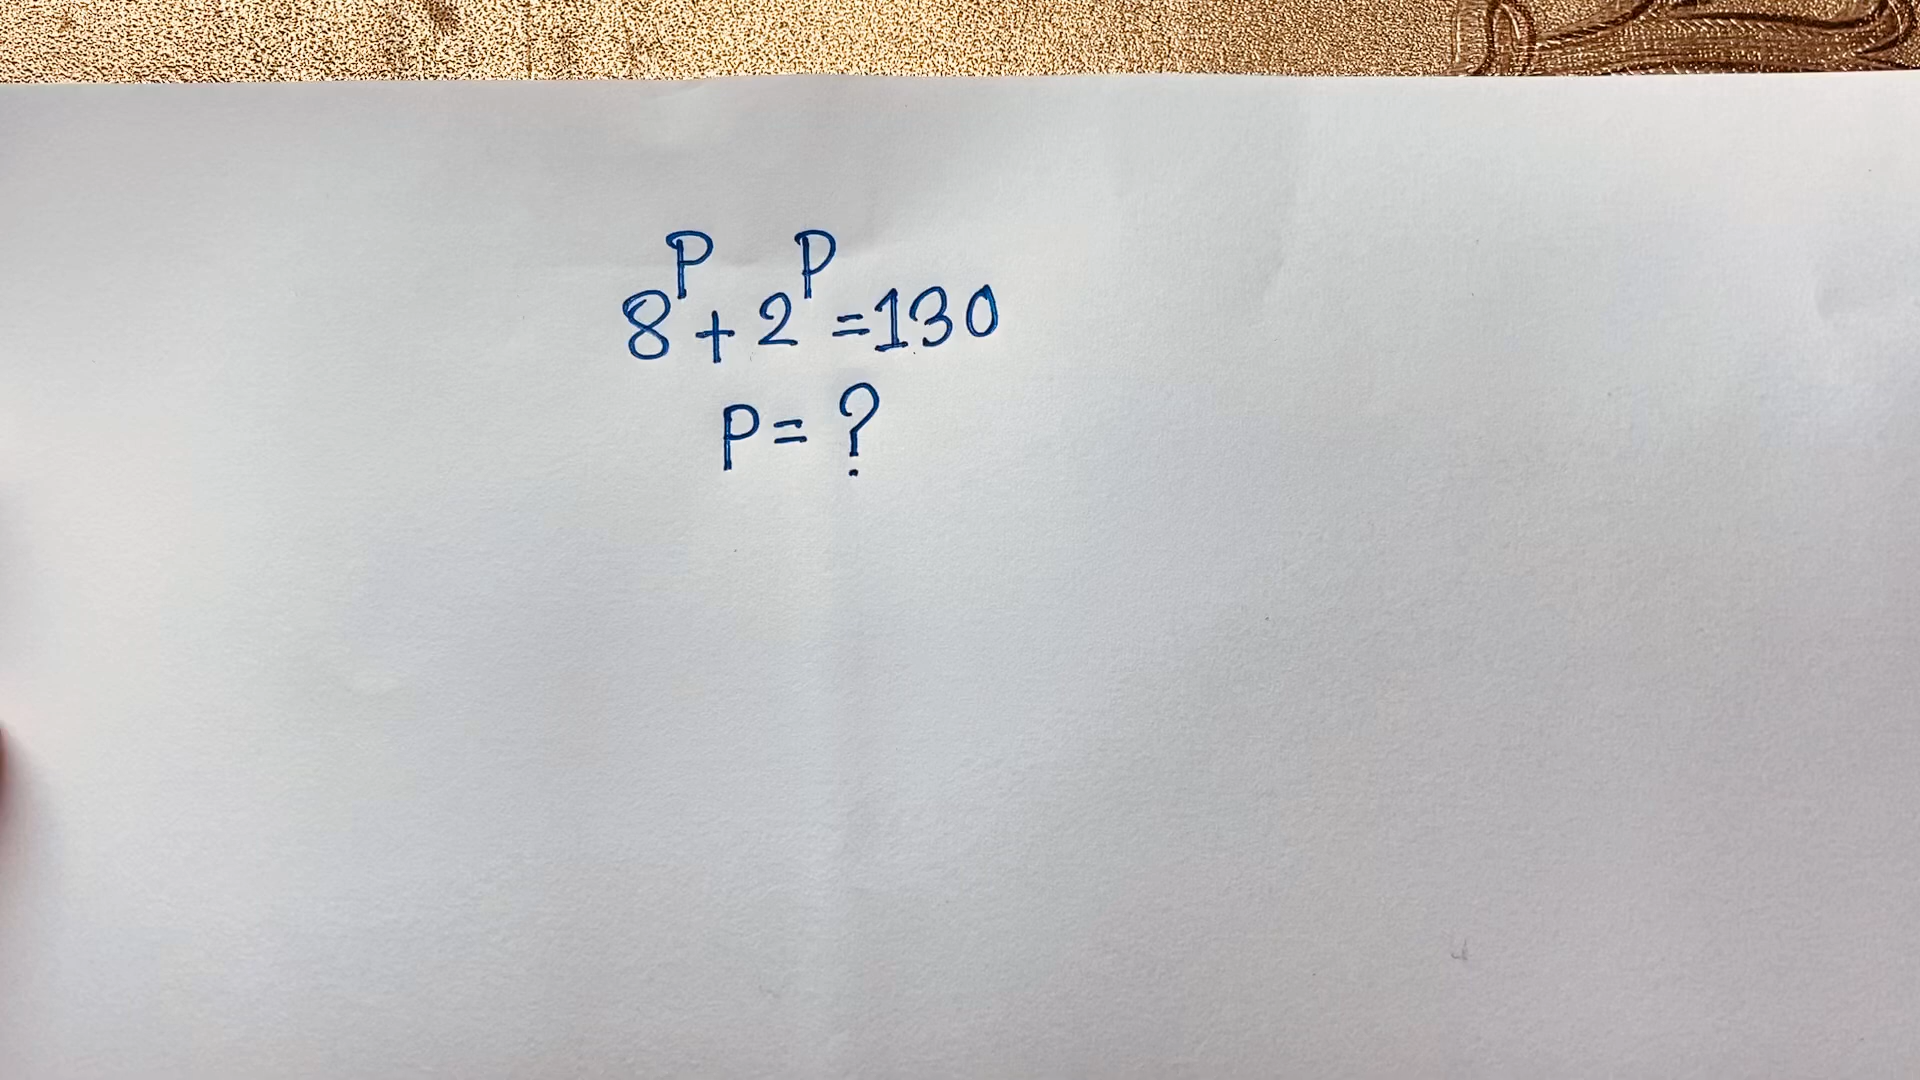 8^P + 2^P = 130
P = ?